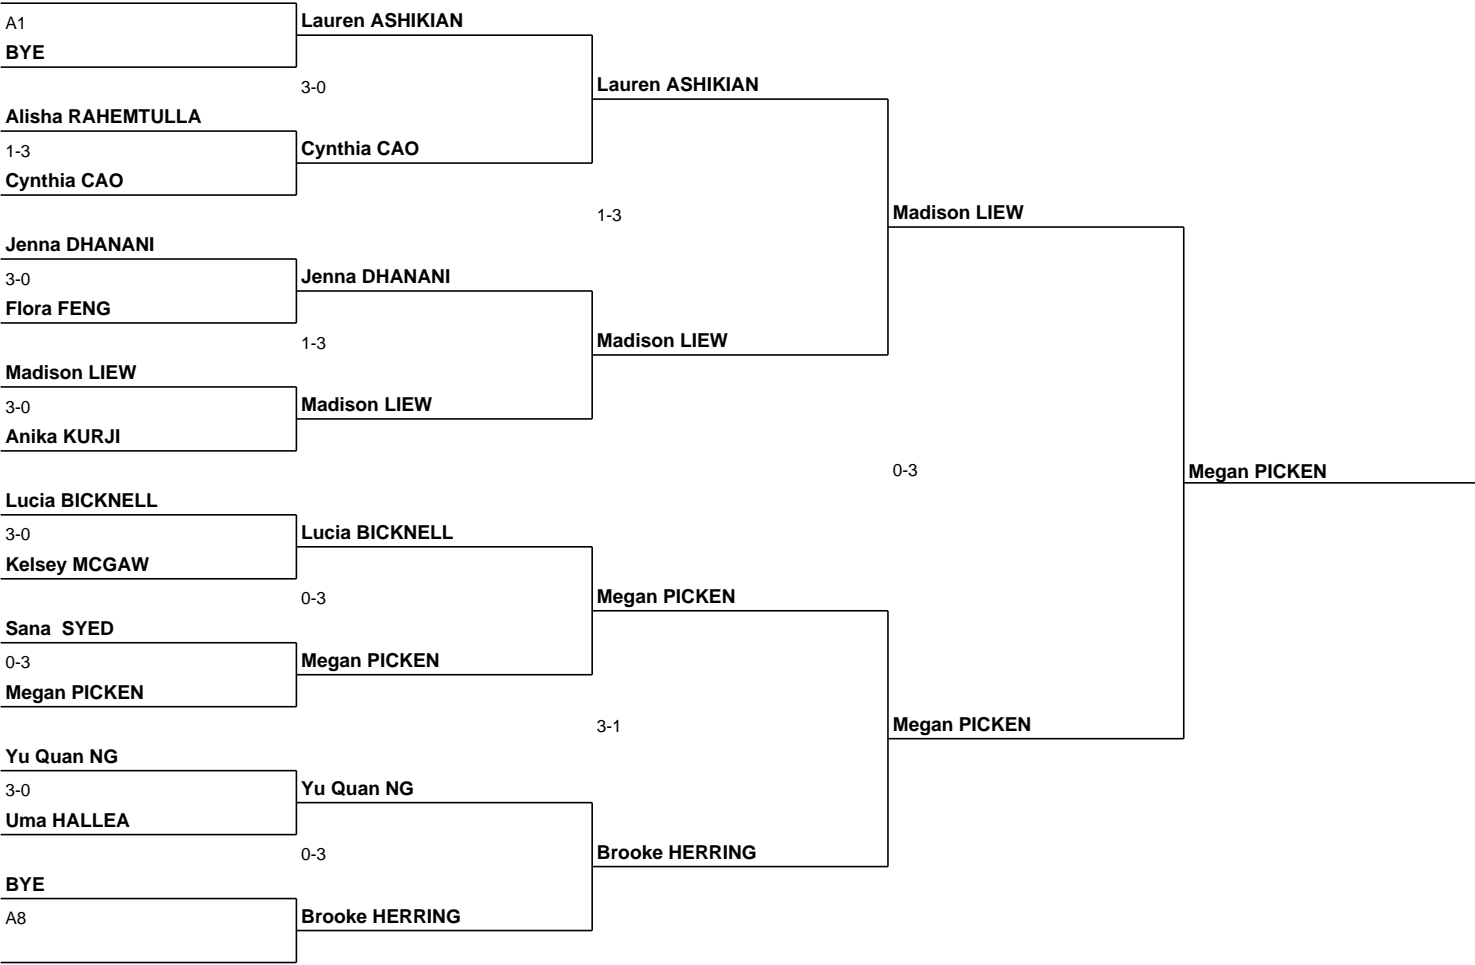 A1
BYE
Lauren ASHIKIAN
3-0
Alisha RAHEMTULLA
1-3
Cynthia CAO
Cynthia CAO
Lauren ASHIKIAN
1-3
Jenna DHANANI
3-0
Flora FENG
Jenna DHANANI
1-3
Madison LIEW
3-0
Anika KURJI
Madison LIEW
Madison LIEW
Madison LIEW
0-3
Megan PICKEN
Lucia BICKNELL
3-0
Kelsey MCGAW
Lucia BICKNELL
0-3
Sana  SYED
0-3
Megan PICKEN
Megan PICKEN
Megan PICKEN
3-1
Megan PICKEN
Yu Quan NG
3-0
Uma HALLEA
Yu Quan NG
0-3
BYE
A8
Brooke HERRING
Brooke HERRING